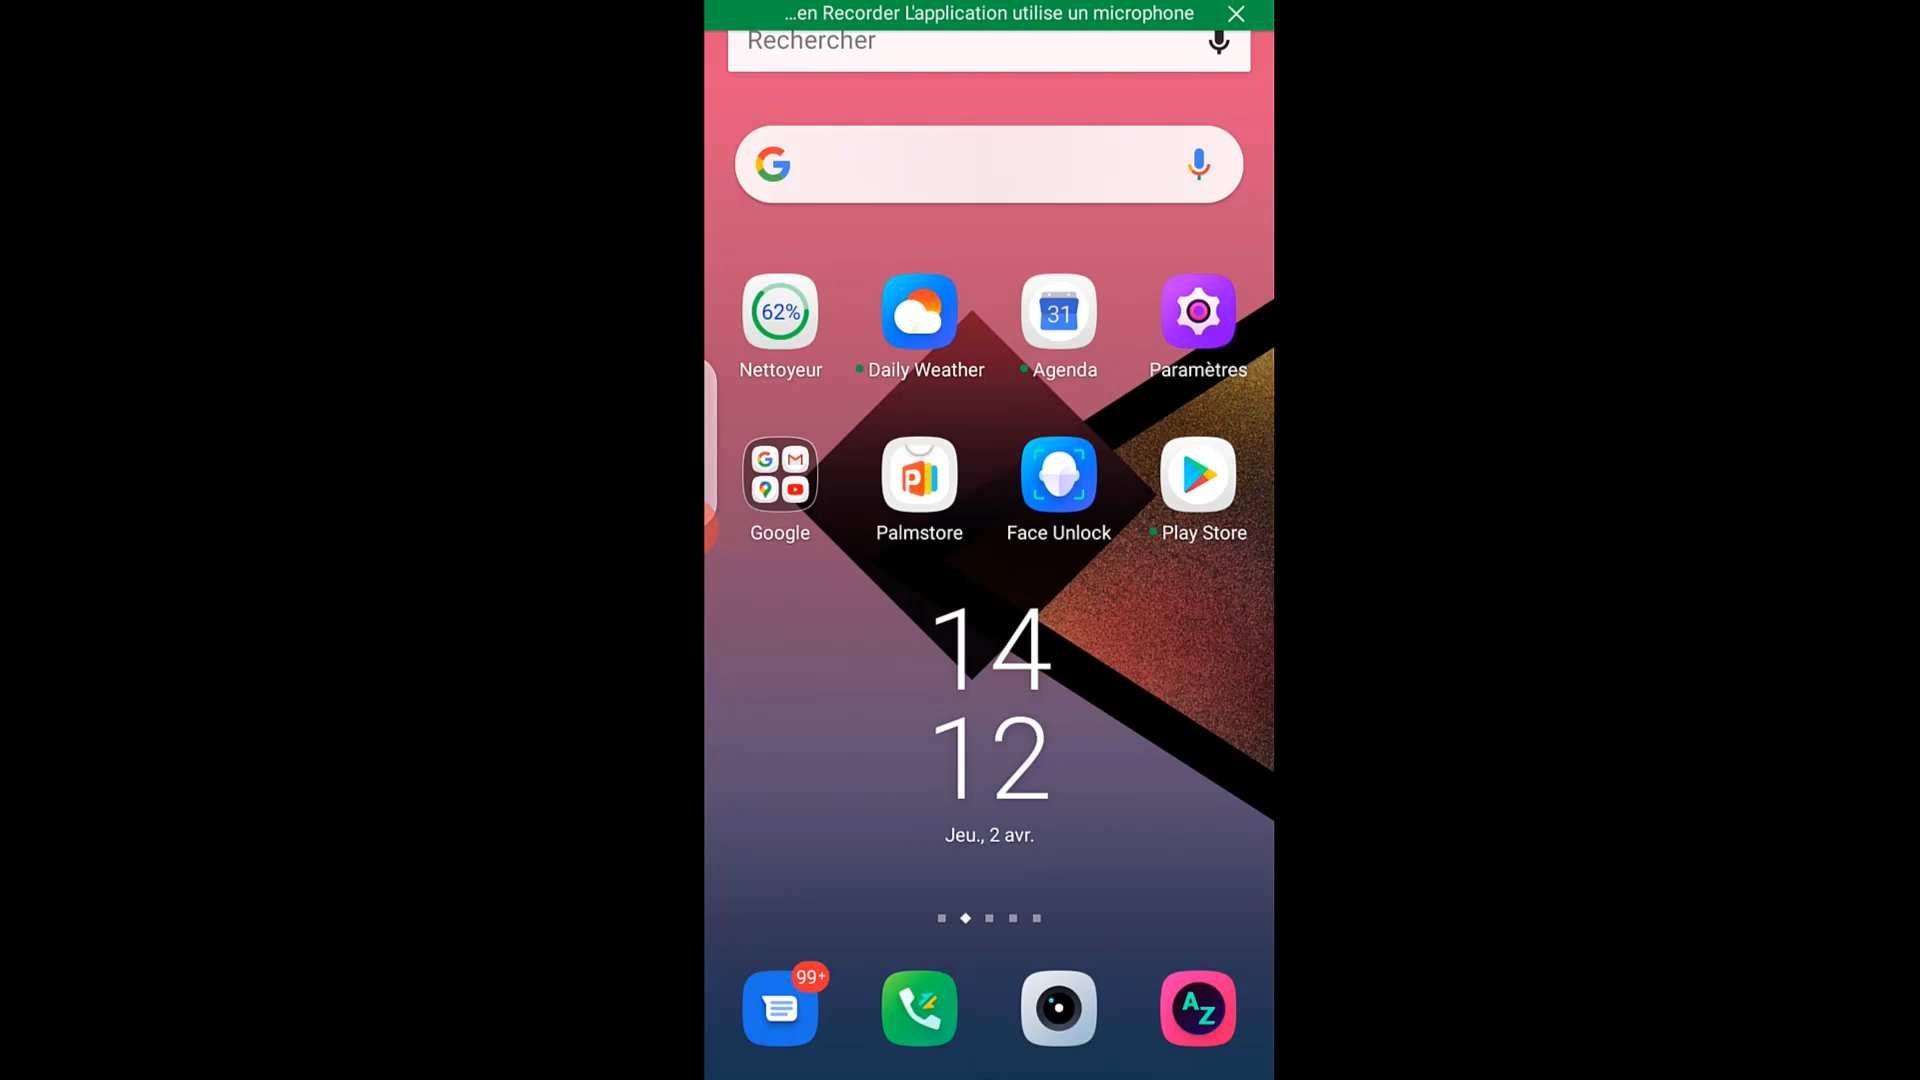 ...en Recorder L'application utilise un microphone
Rechercher
62%
31
Nettoyeur
Daily Weather
Agenda
Paramètres
Google
Palmstore
Face Unlock
Play Store
14
12
Jeu., 2 avr.
99+
AZ